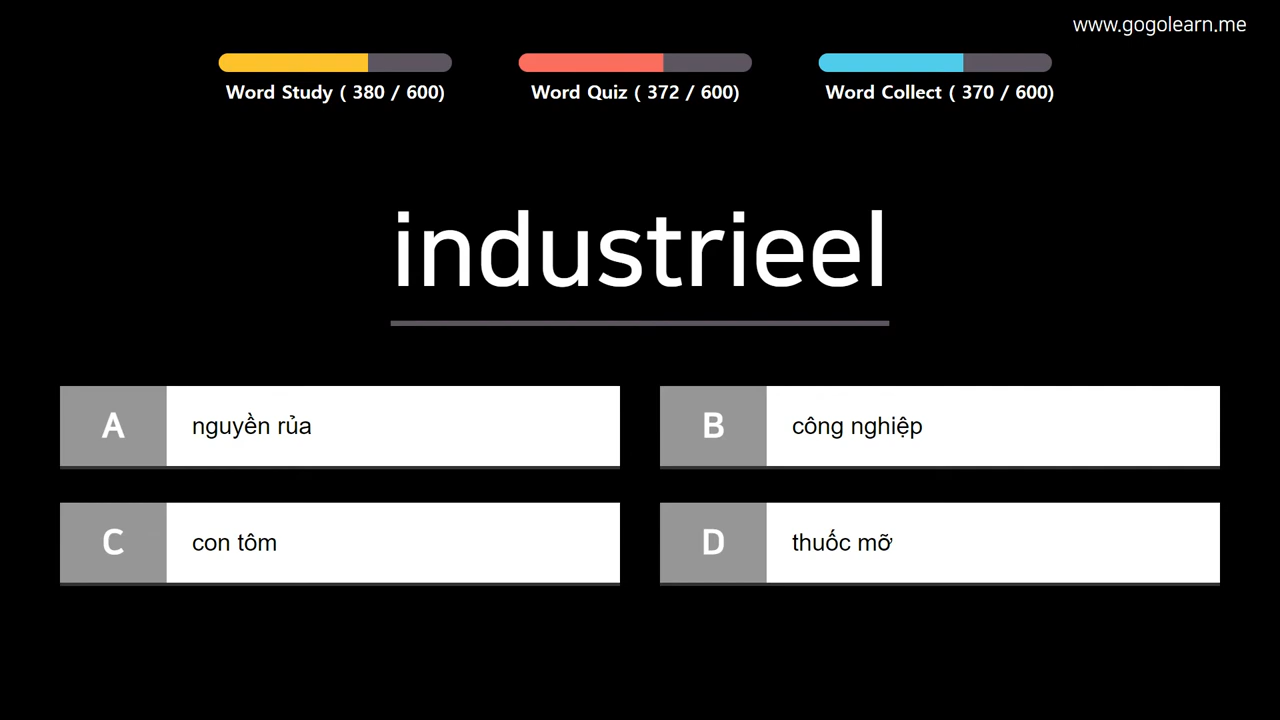 www.gogolearn.me
Word Study ( 380 / 600)
Word Quiz ( 372 / 600)
Word Collect ( 370 / 600)
industrieel
A nguyền rủa
B công nghiệp
C con tôm
D thuốc mỡ